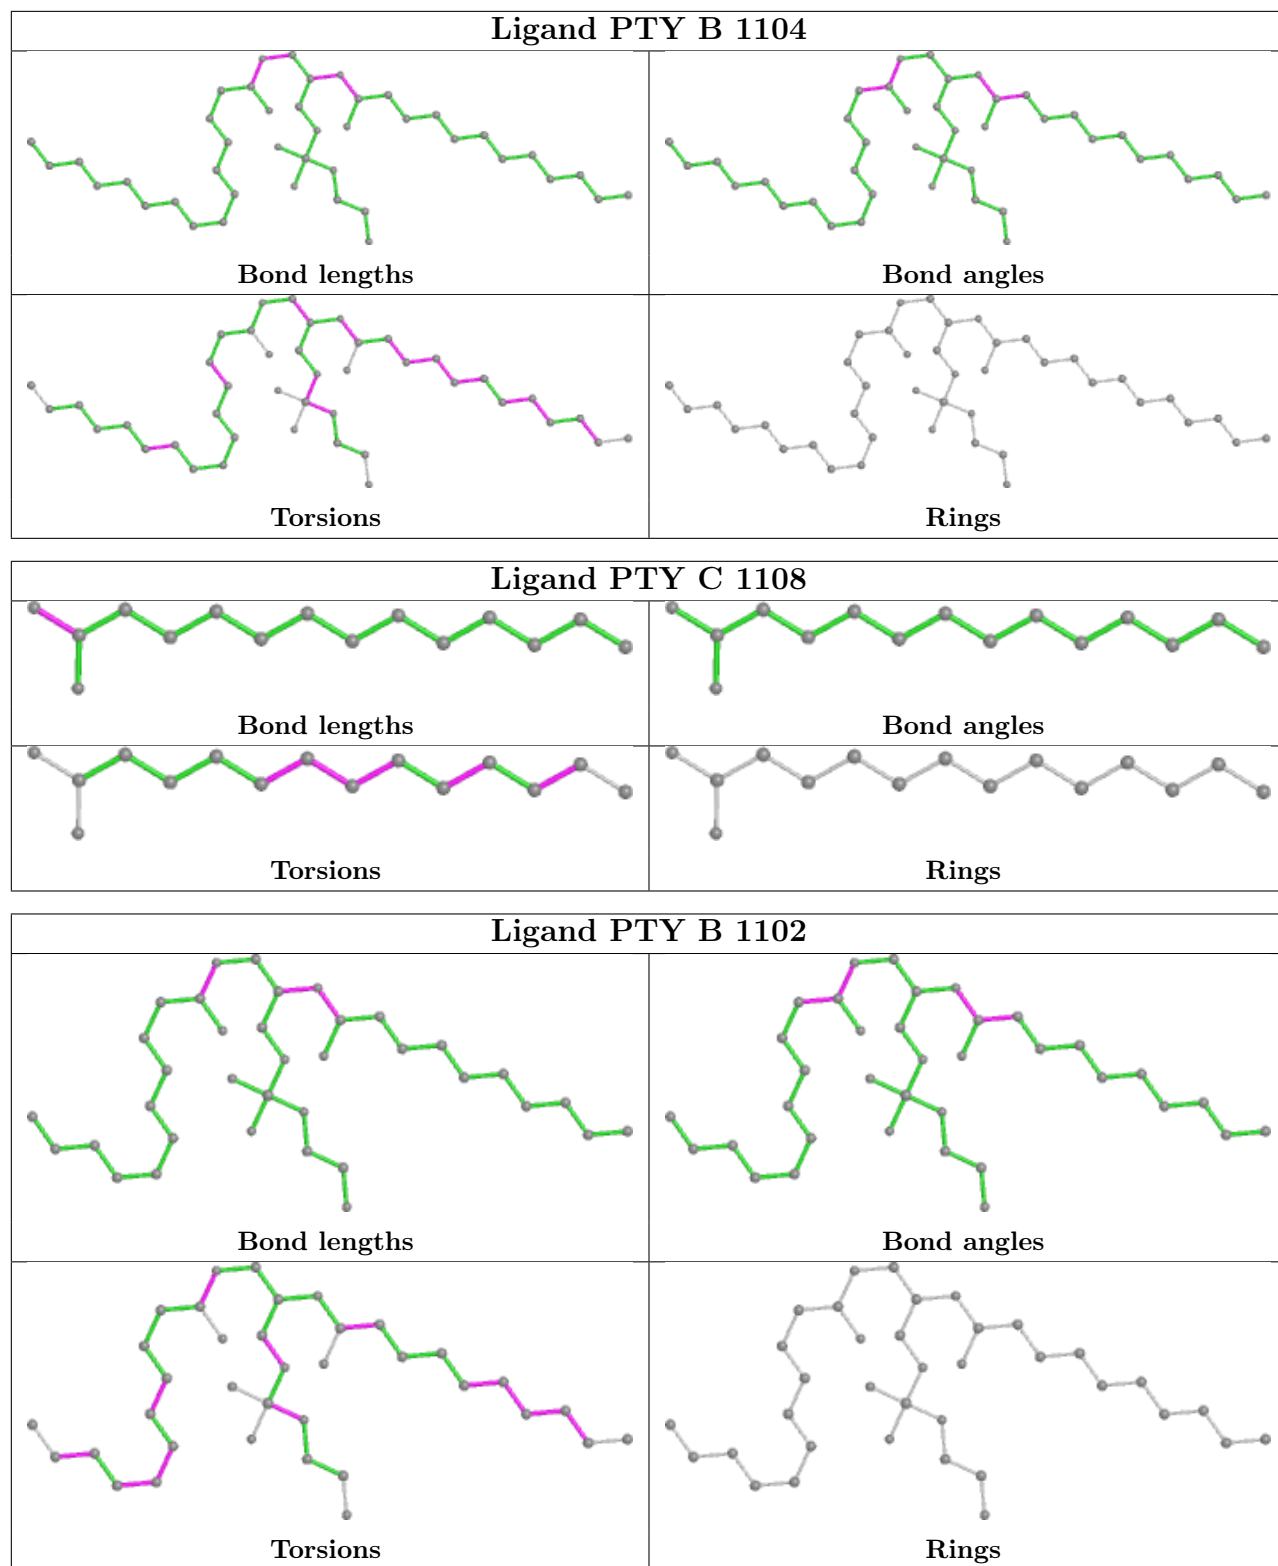 Ligand PTY B 1104
Bond lengths
Bond angles
Torsions
Rings
Ligand PTY C 1108
Bond lengths
Bond angles
Torsions
Rings
Ligand PTY B 1102
Bond lengths
Bond angles
Torsions
Rings